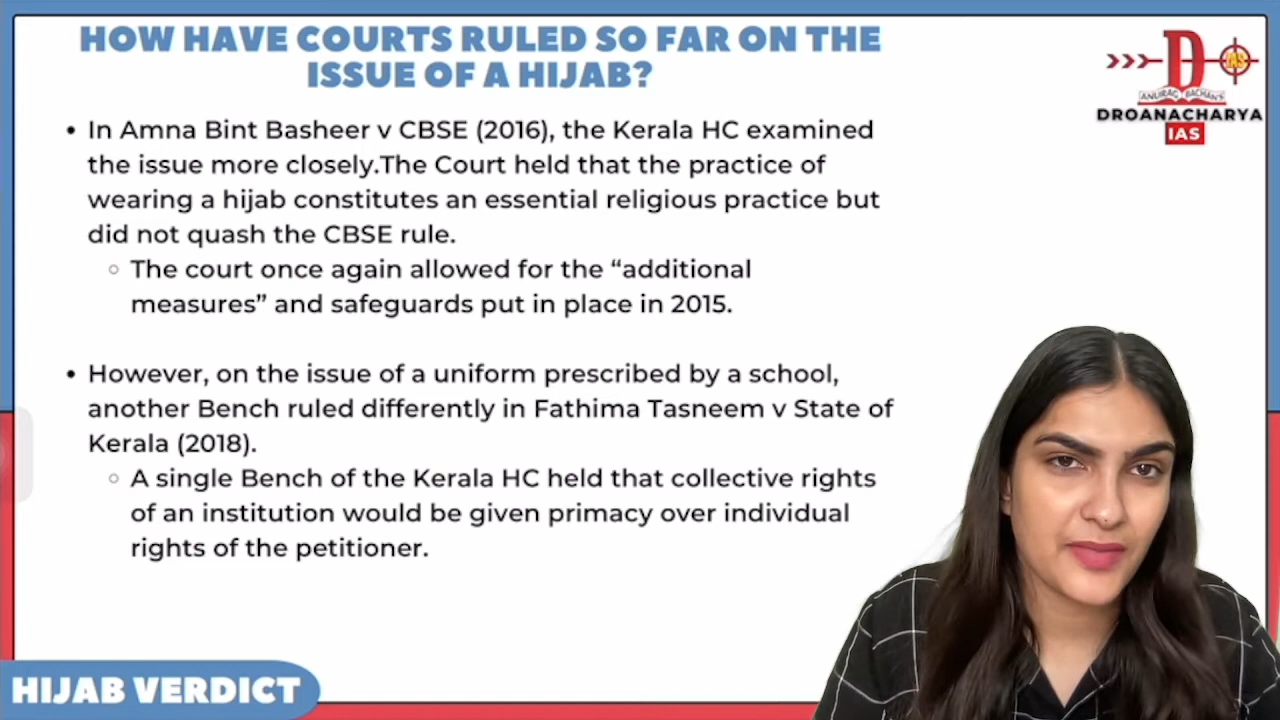 HOW HAVE COURTS RULED SO FAR ON THE
ISSUE OF A HIJAB?
• In Amna Bint Basheer v CBSE (2016), the Kerala HC examined
the issue more closely.The Court held that the practice of
wearing a hijab constitutes an essential religious practice but
did not quash the CBSE rule.
◦ The court once again allowed for the “additional
measures” and safeguards put in place in 2015.
• However, on the issue of a uniform prescribed by a school,
another Bench ruled differently in Fathima Tasneem v State of
Kerala (2018).
◦ A single Bench of the Kerala HC held that collective rights
of an institution would be given primacy over individual
rights of the petitioner.
HIJAB VERDICT
D
IAS
ANURAG BACHAN'S
DROANACHARYA
IAS